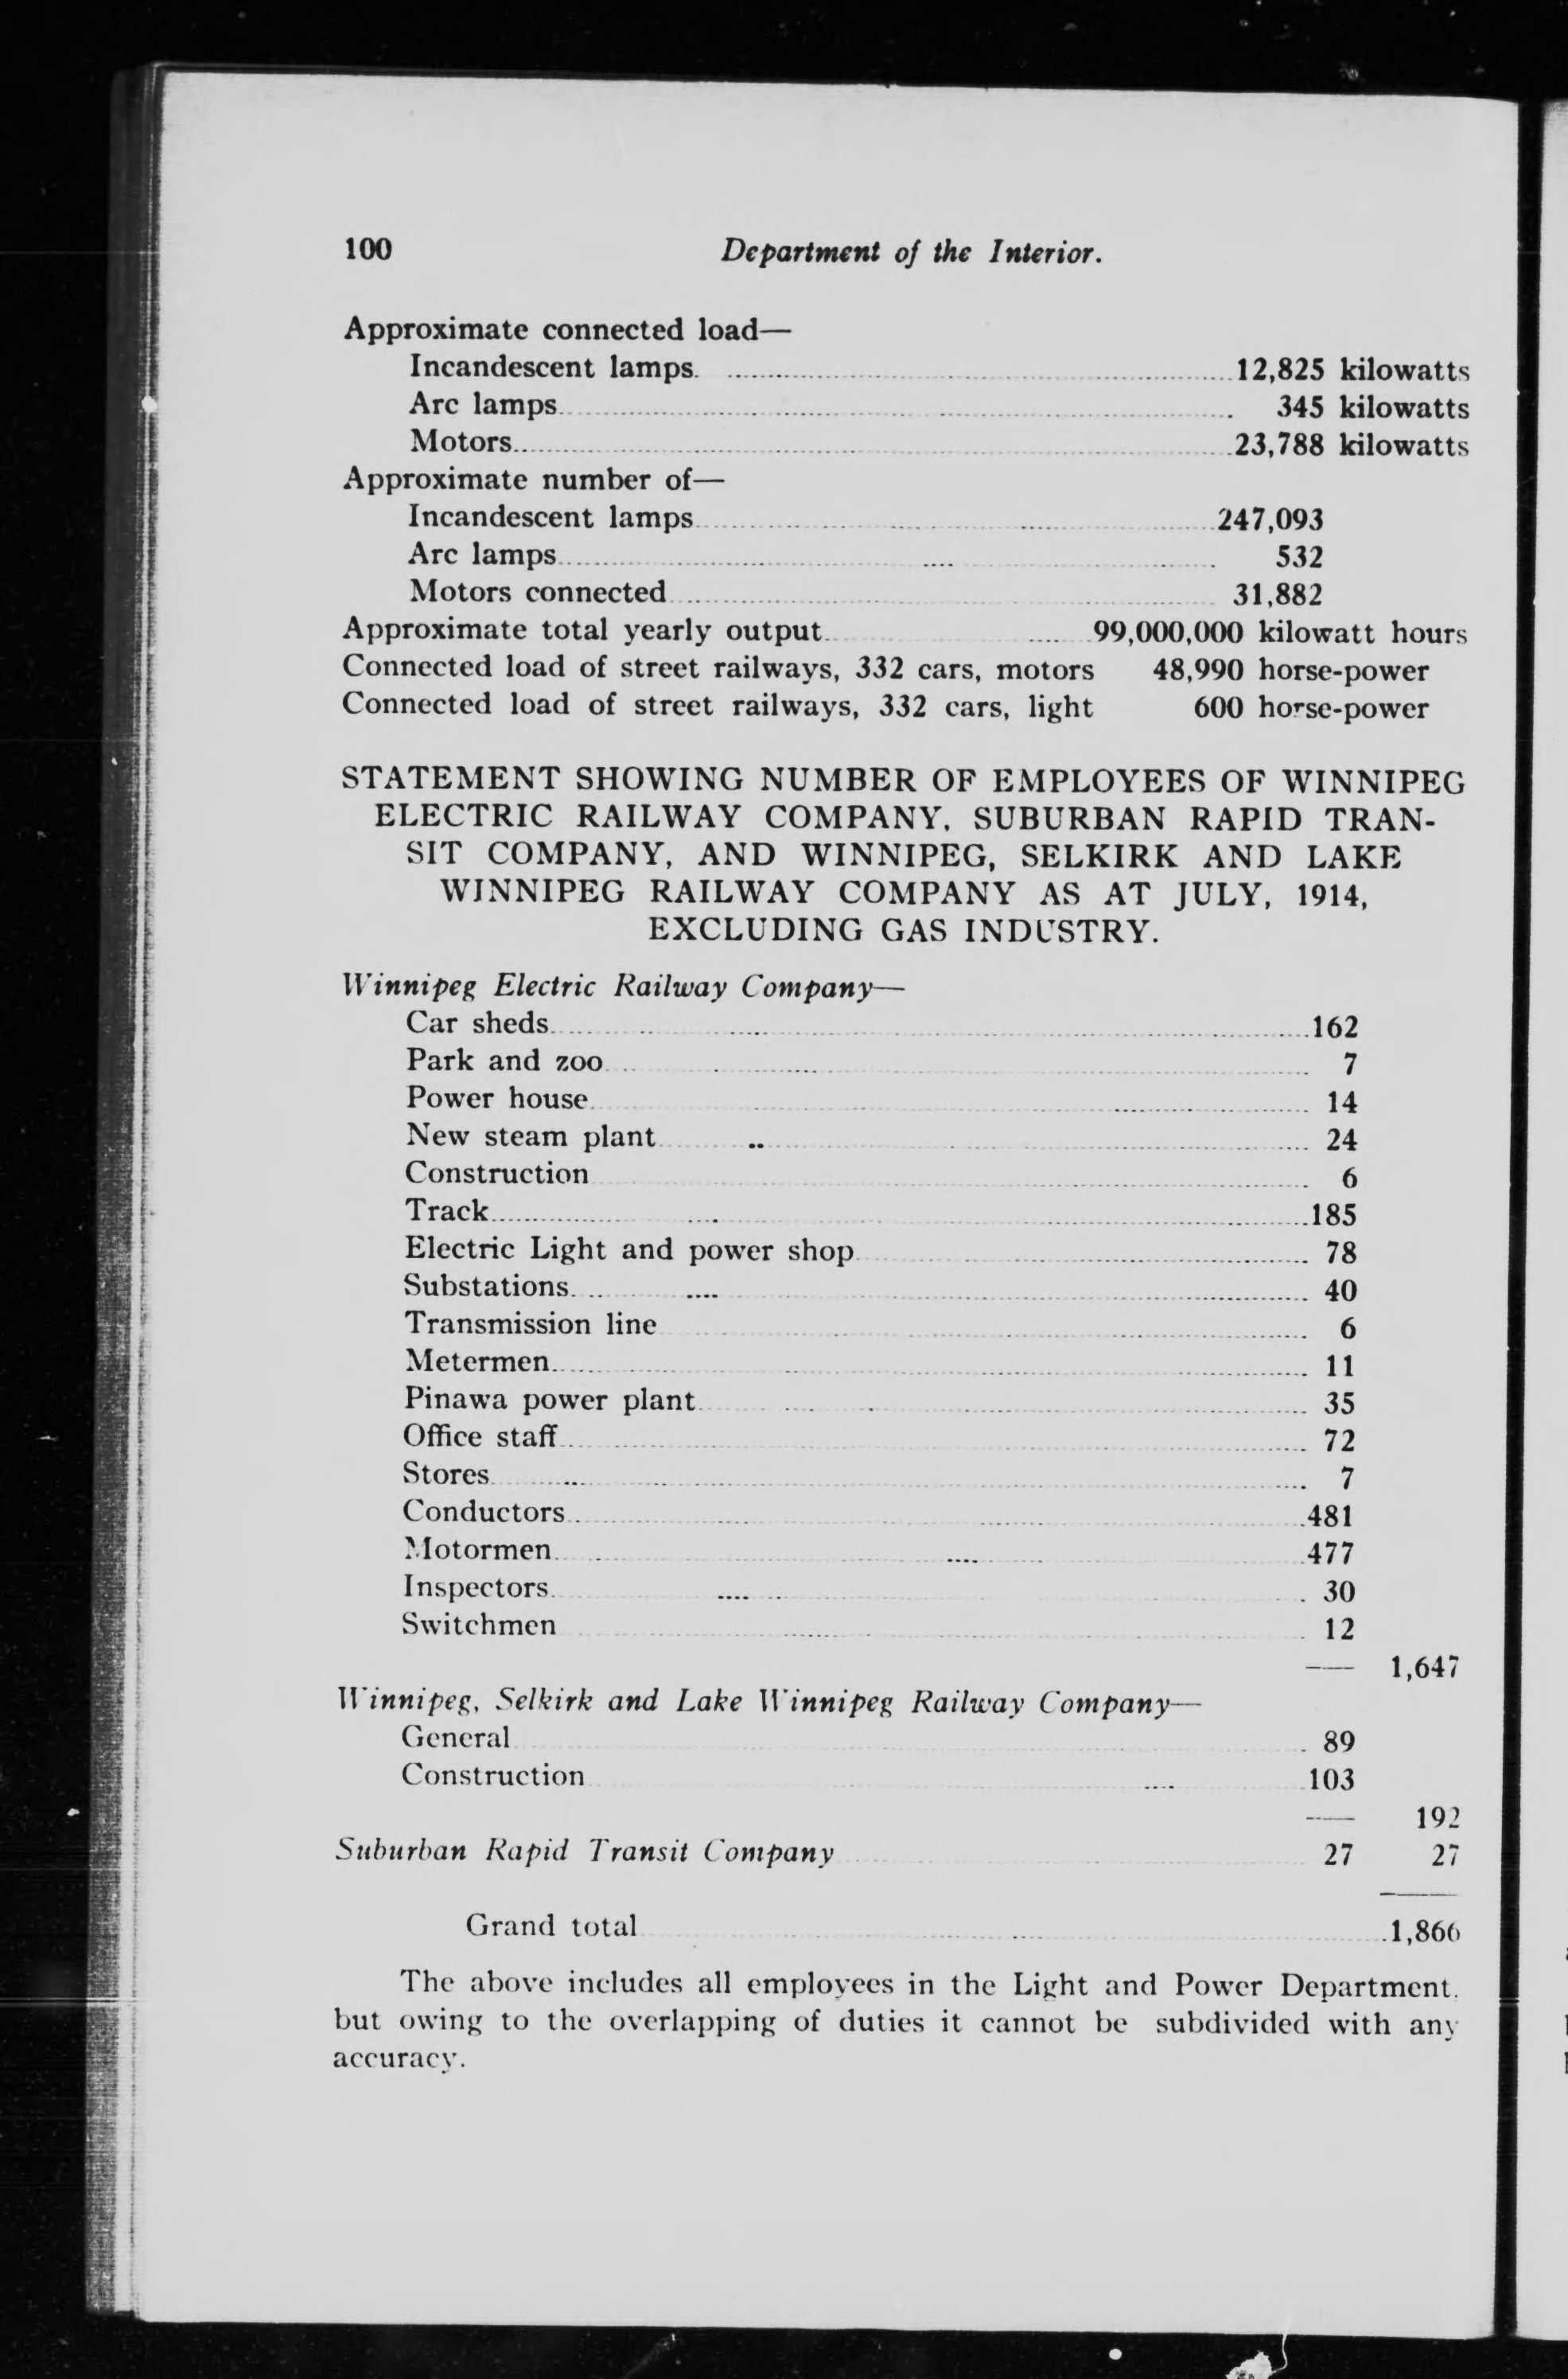 100 Department of the Interior.
Approximate connected load—
Incandescent lamps. 12,825 kilowatts
Arc lamps 345 kilowatts
Motors 23,788 kilowatts
Approximate number of—
Incandescent lamps 247,093
Arc lamps 532
Motors connected 31,882
Approximate total yearly output 99,000,000 kilowatt hours
Connected load of street railways, 332 cars, motors 48,990 horse-power
Connected load of street railways, 332 cars, light 600 horse-power
STATEMENT SHOWING NUMBER OF EMPLOYEES OF WINNIPEG
ELECTRIC RAILWAY COMPANY, SUBURBAN RAPID TRAN-
SIT COMPANY, AND WINNIPEG, SELKIRK AND LAKE
WINNIPEG RAILWAY COMPANY AS AT JULY, 1914,
EXCLUDING GAS INDUSTRY.
Winnipeg Electric Railway Company—
Car sheds 162
Park and zoo 7
Power house 14
New steam plant 24
Construction 6
Track 185
Electric Light and power shop 78
Substations 40
Transmission line 6
Metermen 11
Pinawa power plant 35
Office staff 72
Stores 7
Conductors 481
Motormen 477
Inspectors 30
Switchmen 12
— 1,647
Winnipeg, Selkirk and Lake Winnipeg Railway Company—
General 89
Construction 103
— 192
Suburban Rapid Transit Company 27 27
Grand total 1,866
The above includes all employees in the Light and Power Department,
but owing to the overlapping of duties it cannot be subdivided with any
accuracy.